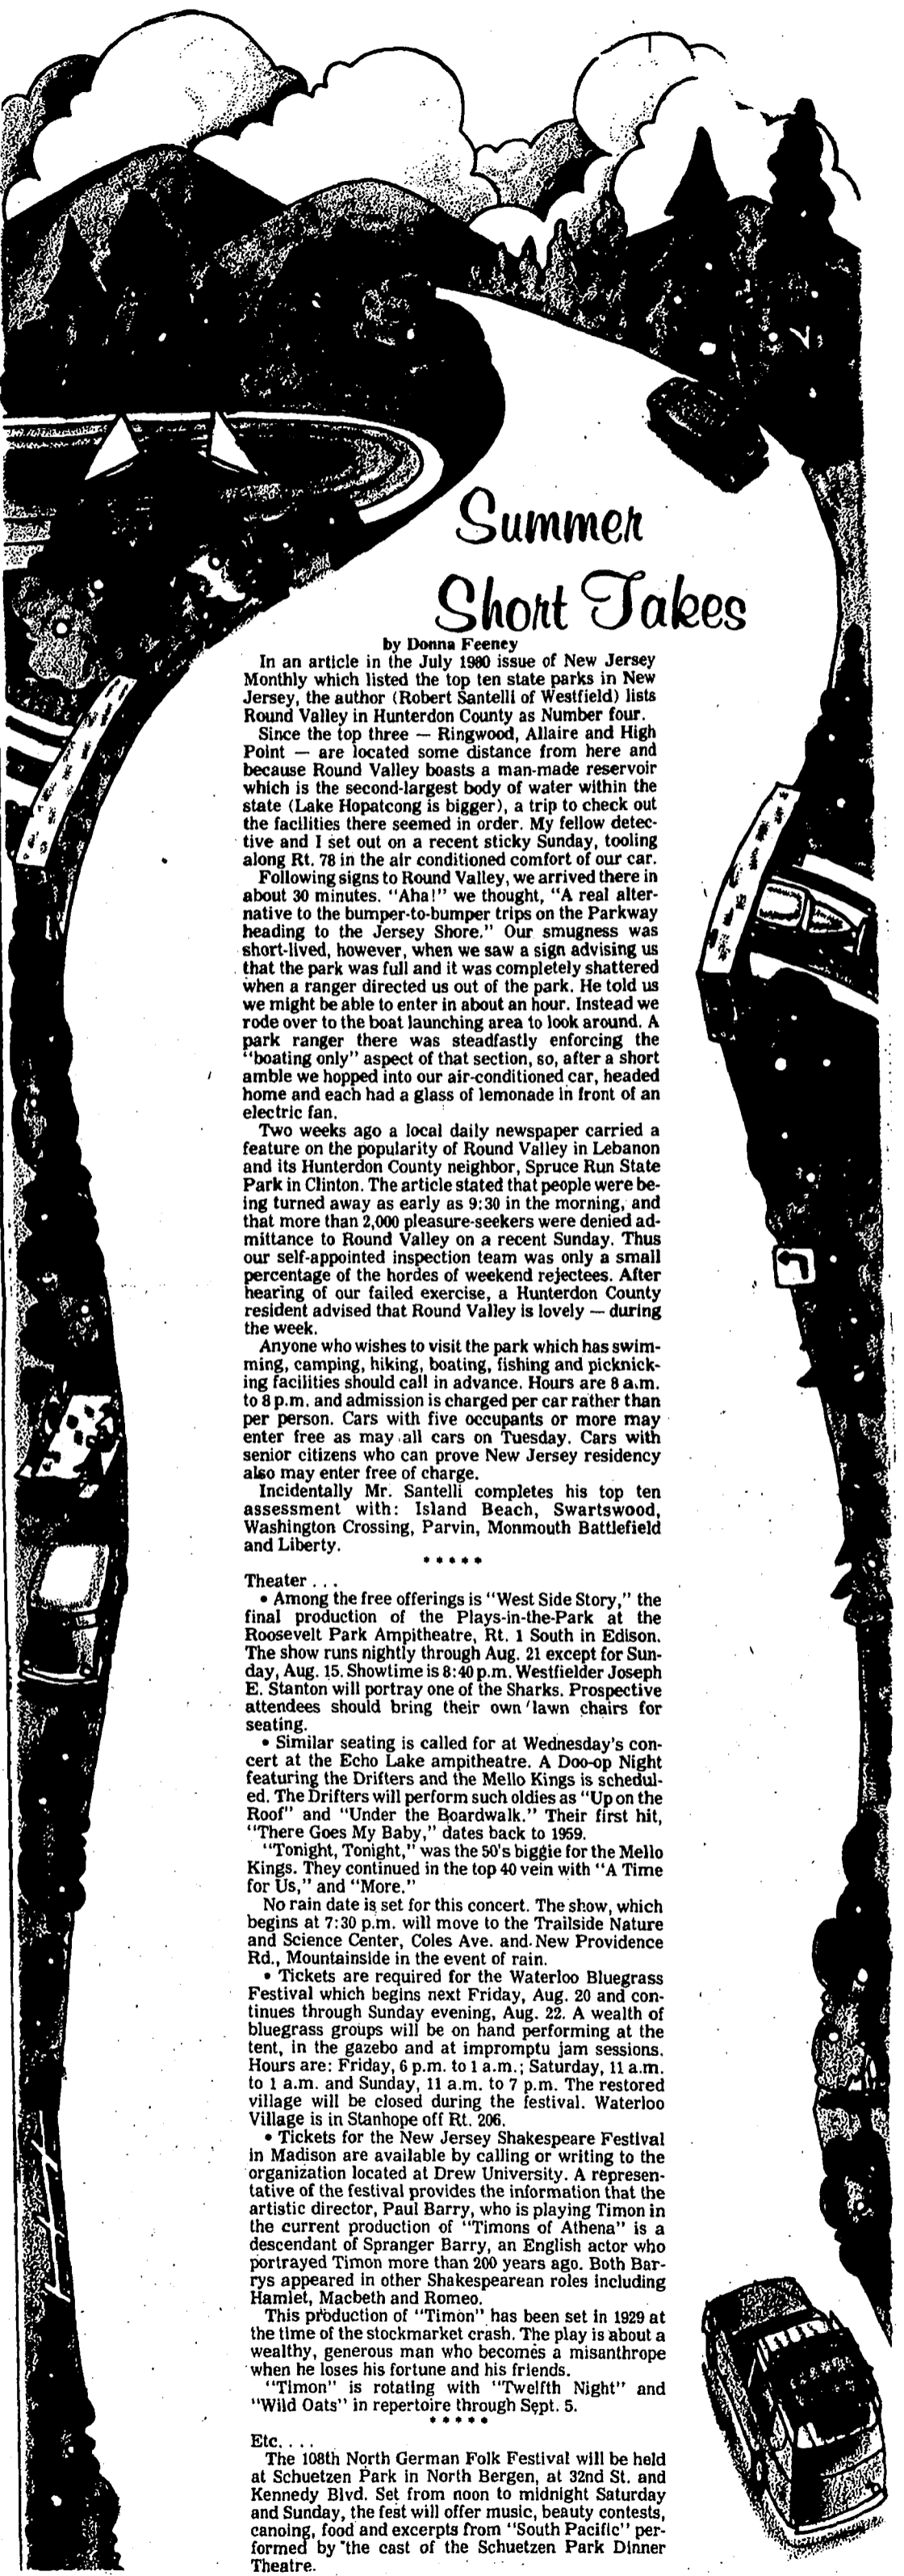 Summer
Short Takes
by Donna Feeney
In an article in the July 1980 issue of New Jersey
Monthly which listed the top ten state parks in New
Jersey, the author (Robert Santelli of Westfield) lists
Round Valley in Hunterdon County as Number four.
Since the top three — Ringwood, Allaire and High
Point — are located some distance from here and
because Round Valley boasts a man-made reservoir
which is the second-largest body of water within the
state (Lake Hopatcong is bigger), a trip to check out
the facilities there seemed in order. My fellow detec-
tive and I set out on a recent sticky Sunday, tooling
along Rt. 78 in the air conditioned comfort of our car.
Following signs to Round Valley, we arrived there in
about 30 minutes. "Aha!" we thought, "A real alter-
native to the bumper-to-bumper trips on the Parkway
heading to the Jersey Shore." Our smugness was
short-lived, however, when we saw a sign advising us
that the park was full and it was completely shattered
when a ranger directed us out of the park. He told us
we might be able to enter in about an hour. Instead we
rode over to the boat launching area to look around. A
park ranger there was steadfastly enforcing the
"boating only" aspect of that section, so, after a short
amble we hopped into our air-conditioned car, headed
home and each had a glass of lemonade in front of an
electric fan.
Two weeks ago a local daily newspaper carried a
feature on the popularity of Round Valley in Lebanon
and its Hunterdon County neighbor, Spruce Run State
Park in Clinton. The article stated that people were be-
ing turned away as early as 9:30 in the morning, and
that more than 2,000 pleasure-seekers were denied ad-
mittance to Round Valley on a recent Sunday. Thus
our self-appointed inspection team was only a small
percentage of the hordes of weekend rejectees. After
hearing of our failed exercise, a Hunterdon County
resident advised that Round Valley is lovely — during
the week.
Anyone who wishes to visit the park which has swim-
ming, camping, hiking, boating, fishing and picknick-
ing facilities should call in advance. Hours are 8 a.m.
to 8 p.m. and admission is charged per car rather than
per person. Cars with five occupants or more may
enter free as may all cars on Tuesday. Cars with
senior citizens who can prove New Jersey residency
also may enter free of charge.
Incidentally Mr. Santelli completes his top ten
assessment with: Island Beach, Swartswood,
Washington Crossing, Parvin, Monmouth Battlefield
and Liberty.
* * * * *
Theater . . .
• Among the free offerings is "West Side Story," the
final production of the Plays-in-the-Park at the
Roosevelt Park Ampitheatre, Rt. 1 South in Edison.
The show runs nightly through Aug. 21 except for Sun-
day, Aug. 15. Showtime is 8:40 p.m. Westfielder Joseph
E. Stanton will portray one of the Sharks. Prospective
attendees should bring their own lawn chairs for
seating.
• Similar seating is called for at Wednesday's con-
cert at the Echo Lake ampitheatre. A Doo-op Night
featuring the Drifters and the Mello Kings is schedul-
ed. The Drifters will perform such oldies as "Up on the
Roof" and "Under the Boardwalk." Their first hit,
"There Goes My Baby," dates back to 1959.
"Tonight, Tonight," was the 50's biggie for the Mello
Kings. They continued in the top 40 vein with "A Time
for Us," and "More."
No rain date is set for this concert. The show, which
begins at 7:30 p.m. will move to the Trailside Nature
and Science Center, Coles Ave. and New Providence
Rd., Mountainside in the event of rain.
• Tickets are required for the Waterloo Bluegrass
Festival which begins next Friday, Aug. 20 and con-
tinues through Sunday evening, Aug. 22. A wealth of
bluegrass groups will be on hand performing at the
tent, in the gazebo and at impromptu jam sessions.
Hours are: Friday, 6 p.m. to 1 a.m.; Saturday, 11 a.m.
to 1 a.m. and Sunday, 11 a.m. to 7 p.m. The restored
village will be closed during the festival. Waterloo
Village is in Stanhope off Rt. 206.
• Tickets for the New Jersey Shakespeare Festival
in Madison are available by calling or writing to the
organization located at Drew University. A represen-
tative of the festival provides the information that the
artistic director, Paul Barry, who is playing Timon in
the current production of "Timons of Athena" is a
descendant of Spranger Barry, an English actor who
portrayed Timon more than 200 years ago. Both Bar-
rys appeared in other Shakespearean roles including
Hamlet, Macbeth and Romeo.
This production of "Timon" has been set in 1929 at
the time of the stockmarket crash. The play is about a
wealthy, generous man who becomes a misanthrope
when he loses his fortune and his friends.
"Timon" is rotating with "Twelfth Night" and
"Wild Oats" in repertoire through Sept. 5.
* * * * *
Etc. . . .
The 108th North German Folk Festival will be held
at Schuetzen Park in North Bergen, at 32nd St. and
Kennedy Blvd. Set from noon to midnight Saturday
and Sunday, the fest will offer music, beauty contests,
canoing, food and excerpts from "South Pacific" per-
formed by the cast of the Schuetzen Park Dinner
Theatre.